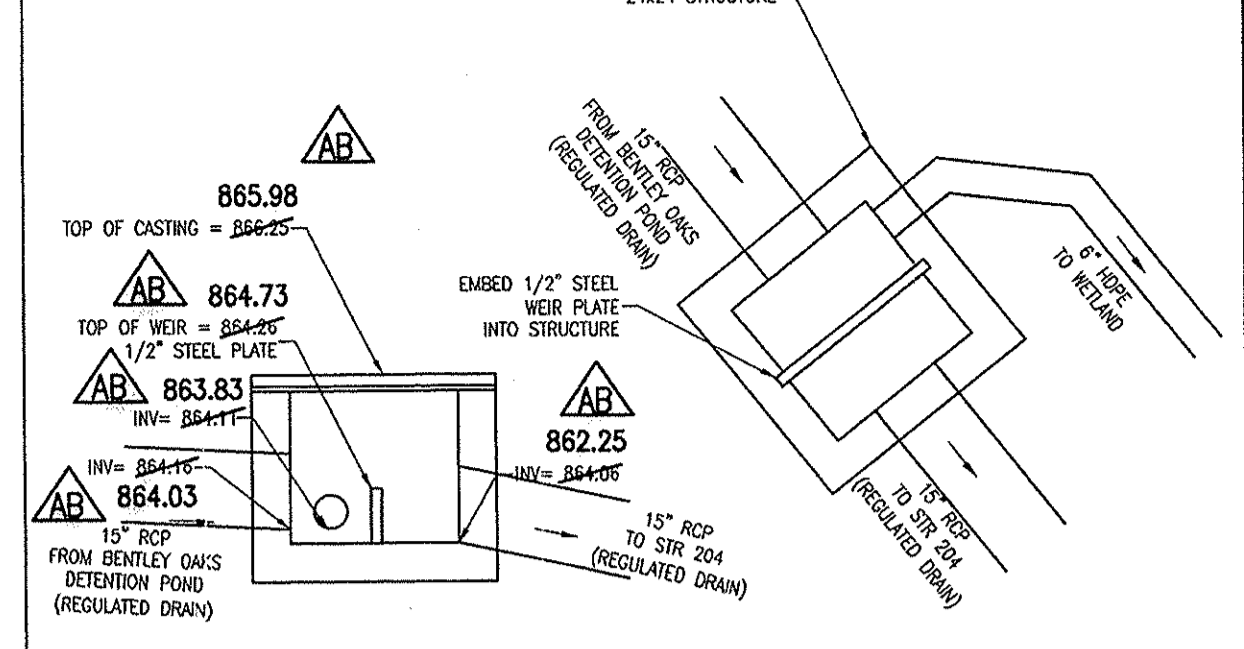 24x24 STRUCTURE
AB
865.98
TOP OF CASTING = 866.25
AB
864.73
TOP OF WEIR = 864.26
1/2" STEEL PLATE
AB
863.83
INV= 864.11
INV= 864.16
AB
864.03
15" RCP
FROM BENTLEY OAKS
DETENTION POND
(REGULATED DRAIN)
AB
862.25
INV= 864.06
15" RCP
TO STR 204
(REGULATED DRAIN)
EMBED 1/2" STEEL
WEIR PLATE
INTO STRUCTURE
15" RCP
FROM BENTLEY OAKS
DETENTION POND
(REGULATED DRAIN)
6" HDPE
TO WETLAND
15" RCP
TO STR 204
(REGULATED DRAIN)